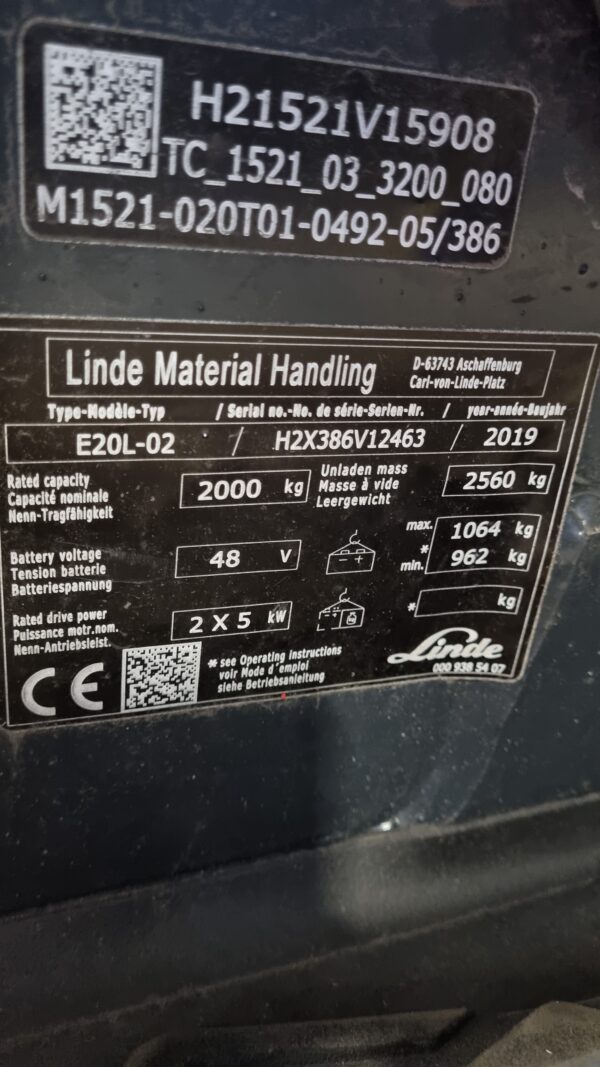 H21521V15908
TC_1521_03_3200_080
M1521-020T01-0492-05/386
Linde Material Handling
D-63743 Aschaffenburg
Carl-von-Linde-Platz
Type-Modèle-Typ / Serial no.-No. de série-Serien-Nr. / year-année-Baujahr
E20L-02 / H2X386V12463 / 2019
Rated capacity
Capacité nominale
Nenn-Tragfähigkeit
2000 kg
Unladen mass
Masse à vide
Leergewicht
2560 kg
Battery voltage
Tension batterie
Batteriespannung
48 V
- +
max. 1064 kg
*
min. 962 kg
Rated drive power
Puissance motr.nom.
Nenn-Antriebsleist.
2 X 5 kW
* kg
CE
* see Operating instructions
voir Mode d'emploi
siehe Betriebsanleitung
Linde
000 938 54 07